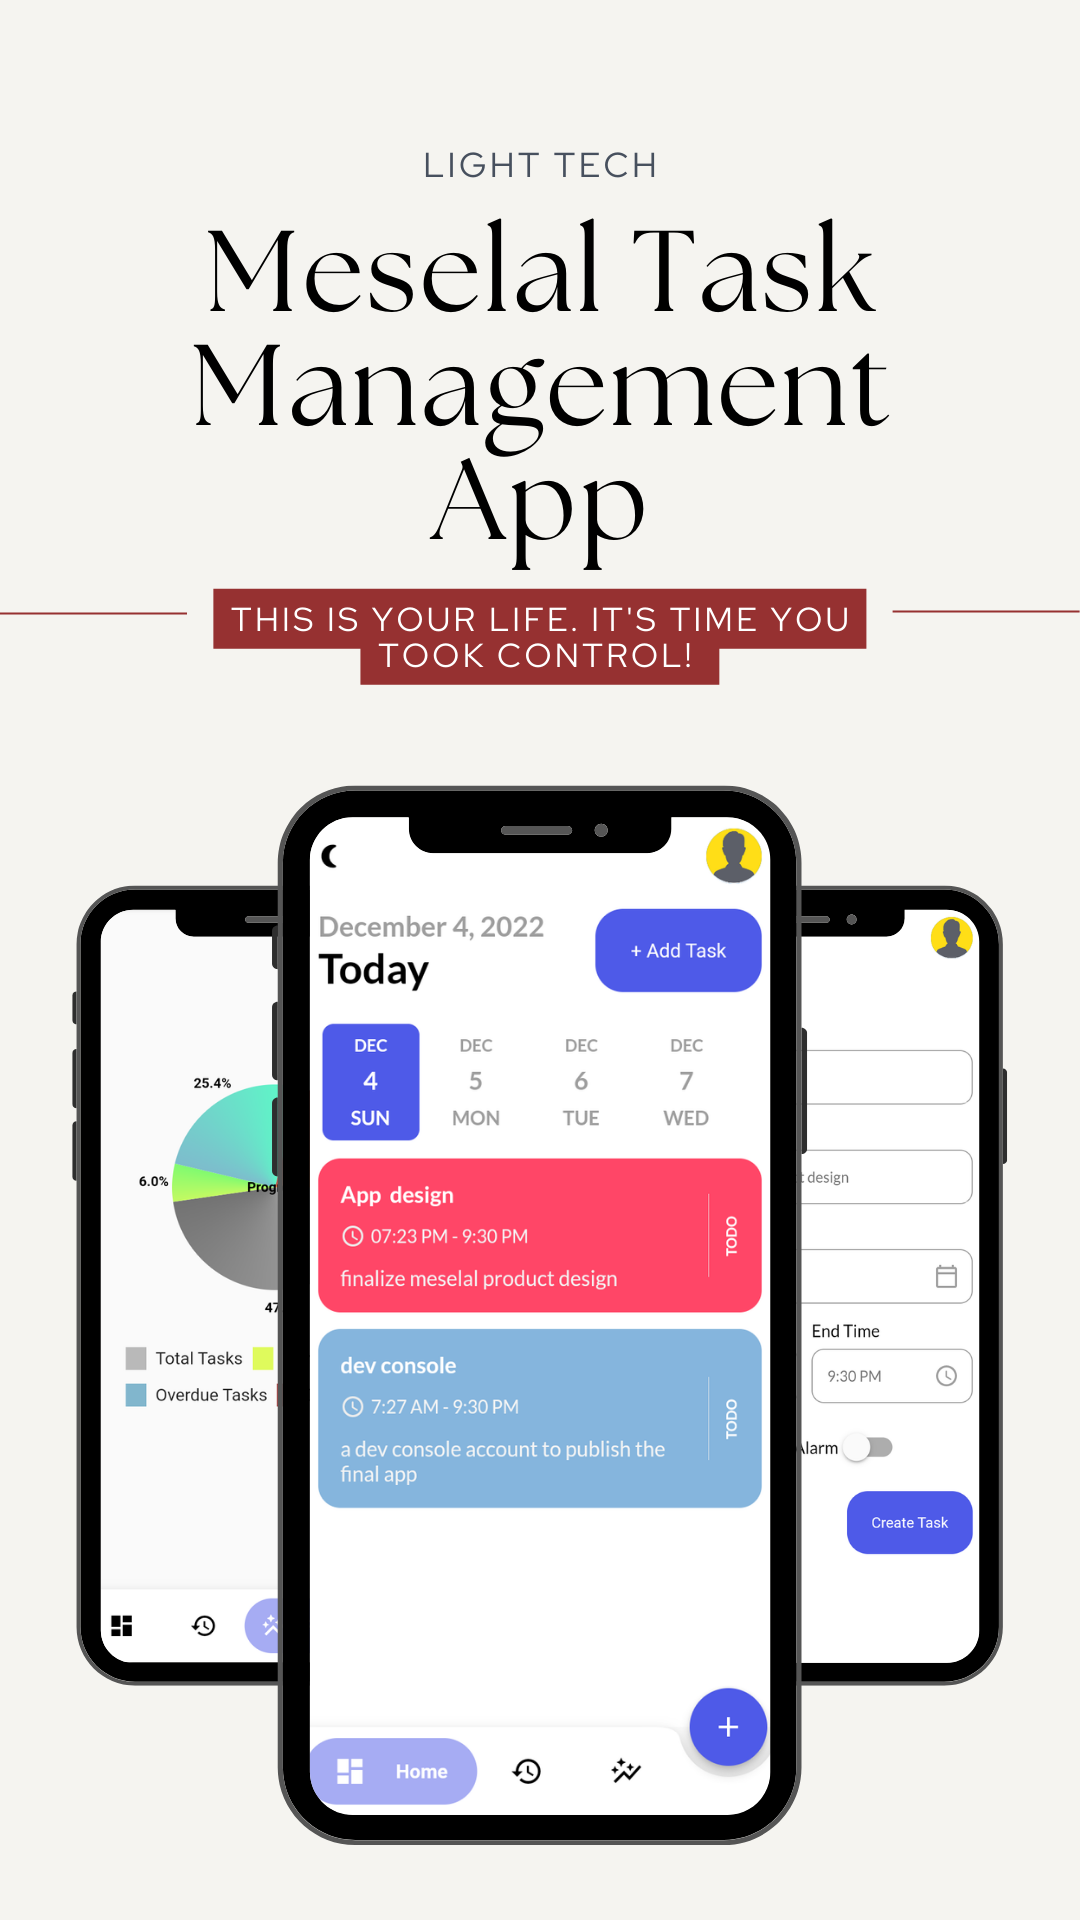 LIGHT TECH
Meselal Task
Management
App
THIS IS YOUR LIFE. IT'S TIME YOU
TOOK CONTROL!
December 4, 2022
Today
+ Add Task
DEC
4
SUN
DEC
5
MON
DEC
6
TUE
DEC
7
WED
App design
07:23 PM - 9:30 PM
finalize meselal product design
TODO
dev console
7:27 AM - 9:30 PM
a dev console account to publish the
final app
TODO
Home
25.4%
6.0%
Prog
47
Total Tasks
Overdue Tasks
design
End Time
9:30 PM
Alarm
Create Task